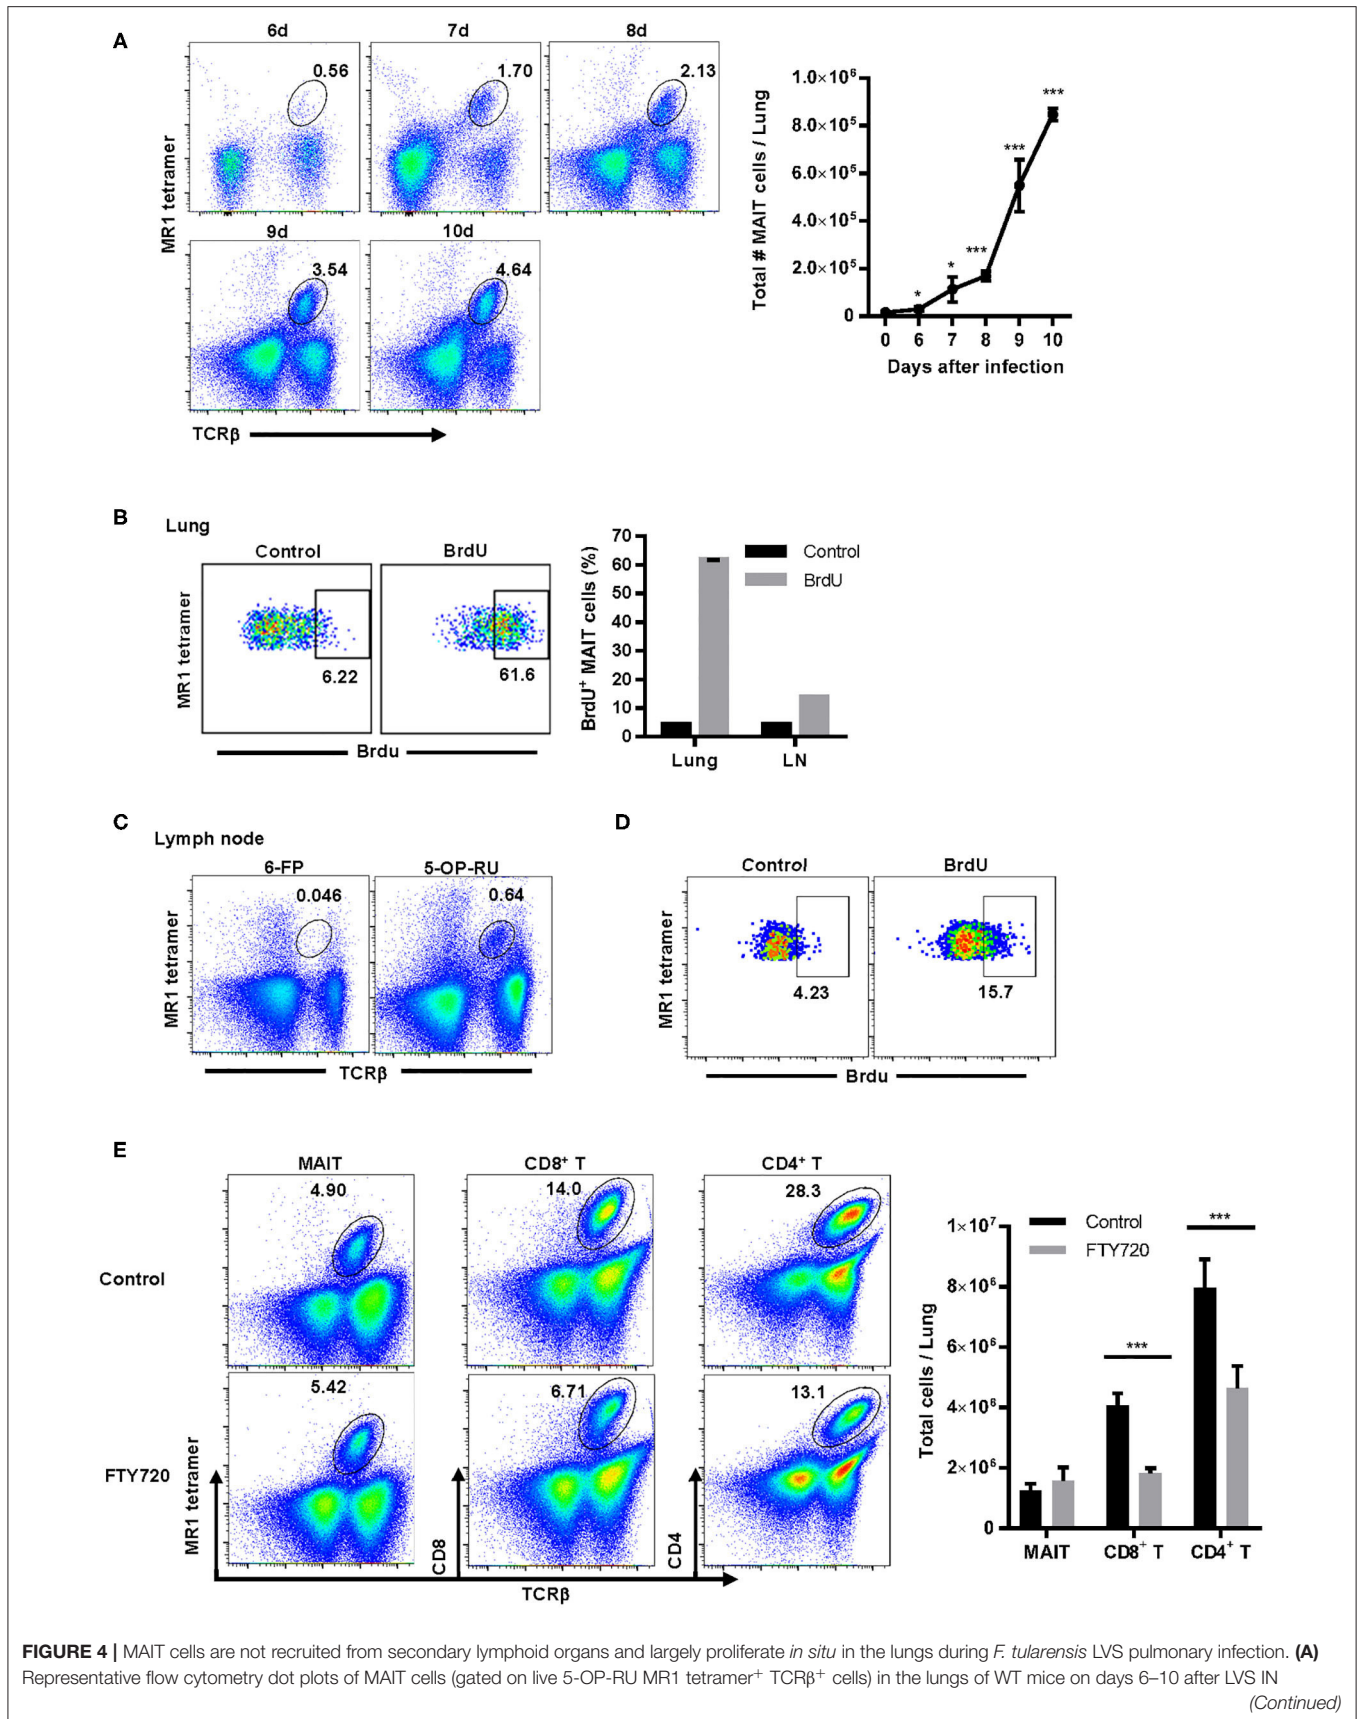 A
6d
7d
8d
0.56
1.70
2.13
MR1 tetramer
9d
10d
3.54
4.64
TCRβ
Total # MAIT cells / Lung
1.0×10⁶
8.0×10⁵
6.0×10⁵
4.0×10⁵
2.0×10⁵
0
*
*
***
***
***
0 6 7 8 9 10
Days after infection
B
Lung
Control
BrdU
MR1 tetramer
6.22
61.6
Brdu
BrdU⁺ MAIT cells (%)
70
60
50
40
30
20
10
0
Control
BrdU
Lung LN
C
Lymph node
6-FP
5-OP-RU
0.046
0.64
MR1 tetramer
TCRβ
D
Control
BrdU
MR1 tetramer
4.23
15.7
Brdu
E
MAIT
CD8⁺ T
CD4⁺ T
4.90
14.0
28.3
Control
5.42
6.71
13.1
FTY720
MR1 tetramer
CD8
CD4
TCRβ
Total cells / Lung
1×10⁷
8×10⁶
6×10⁶
4×10⁶
2×10⁶
0
Control
FTY720
***
***
MAIT CD8⁺ T CD4⁺ T
FIGURE 4 | MAIT cells are not recruited from secondary lymphoid organs and largely proliferate in situ in the lungs during F. tularensis LVS pulmonary infection. (A)
Representative flow cytometry dot plots of MAIT cells (gated on live 5-OP-RU MR1 tetramer⁺ TCRβ⁺ cells) in the lungs of WT mice on days 6–10 after LVS IN
(Continued)